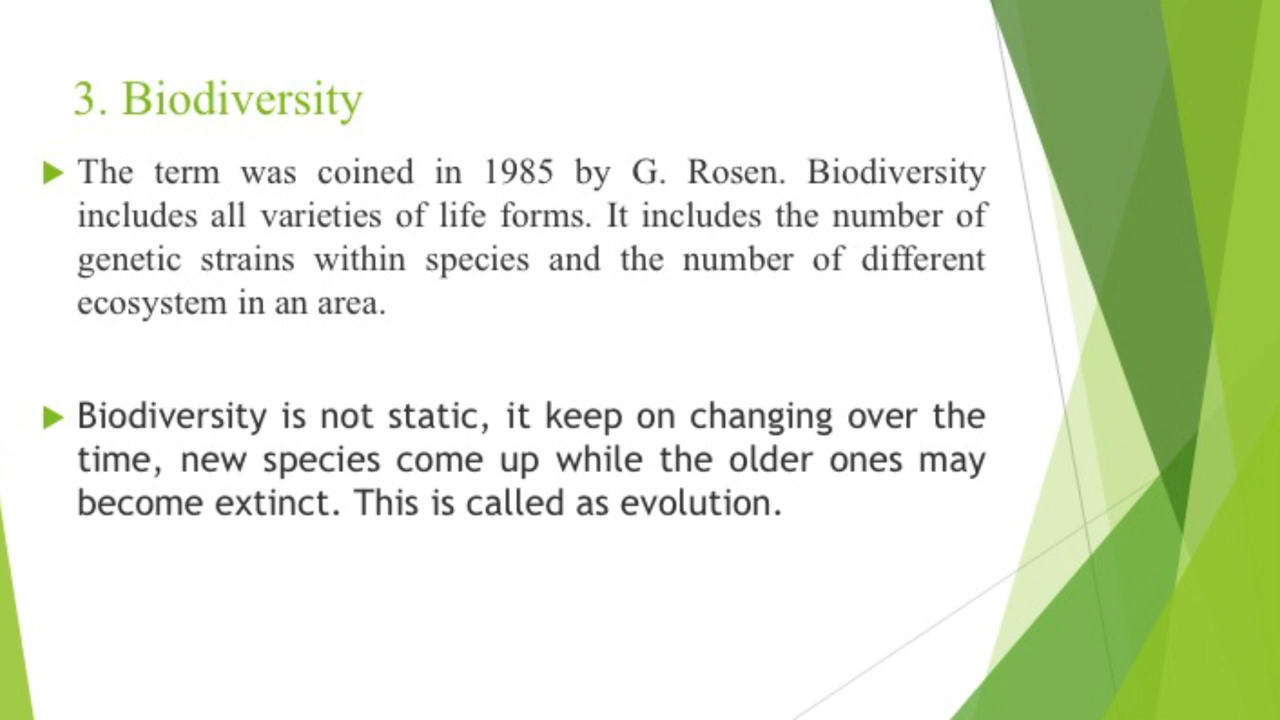 3. Biodiversity
The term was coined in 1985 by G. Rosen. Biodiversity
includes all varieties of life forms. It includes the number of
genetic strains within species and the number of different
ecosystem in an area.
Biodiversity is not static, it keep on changing over the
time, new species come up while the older ones may
become extinct. This is called as evolution.